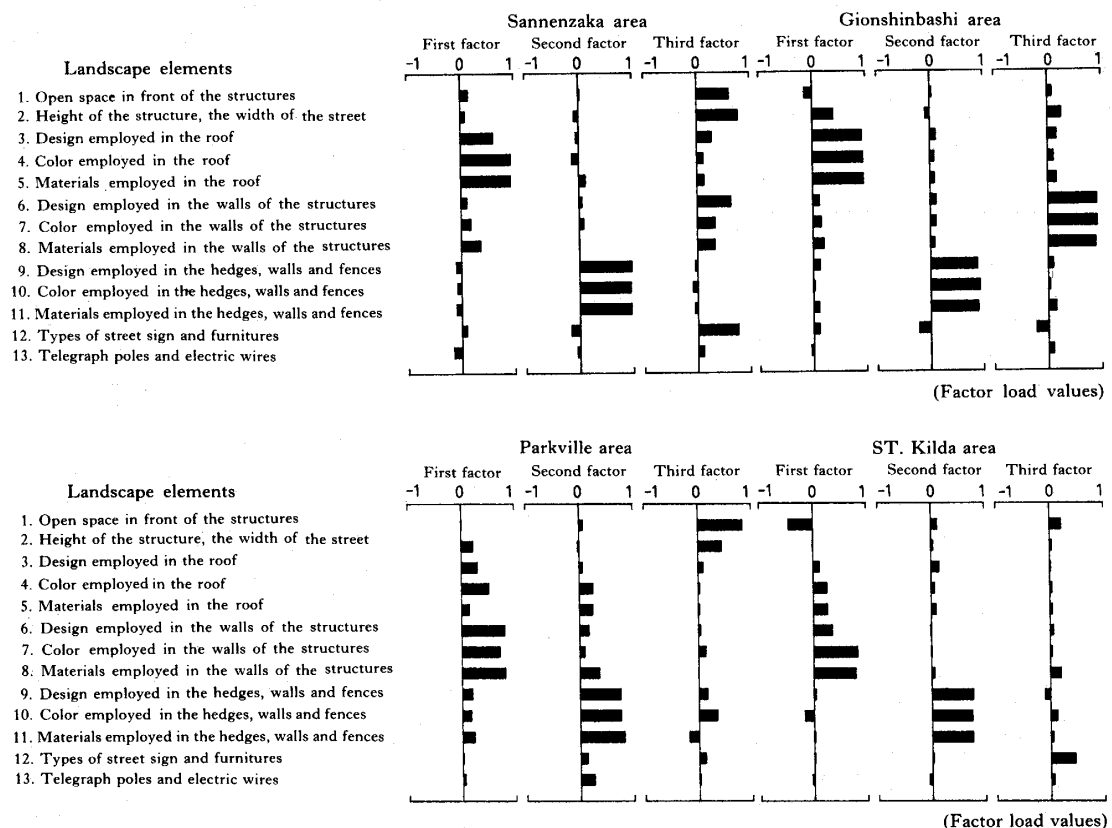 Sannenzaka area Gionshinbashi area
First factor Second factor Third factor First factor Second factor Third factor
Landscape elements
-1 0 1 -1 0 1 -1 0 1 -1 0 1 -1 0 1 -1 0 1
1. Open space in front of the structures
2. Height of the structure, the width of the street
3. Design employed in the roof
4. Color employed in the roof
5. Materials employed in the roof
6. Design employed in the walls of the structures
7. Color employed in the walls of the structures
8. Materials employed in the walls of the structures
9. Design employed in the hedges, walls and fences
10. Color employed in the hedges, walls and fences
11. Materials employed in the hedges, walls and fences
12. Types of street sign and furnitures
13. Telegraph poles and electric wires
(Factor load values)
Parkville area ST. Kilda area
First factor Second factor Third factor First factor Second factor Third factor
Landscape elements
-1 0 1 -1 0 1 -1 0 1 -1 0 1 -1 0 1 -1 0 1
1. Open space in front of the structures
2. Height of the structure, the width of the street
3. Design employed in the roof
4. Color employed in the roof
5. Materials employed in the roof
6. Design employed in the walls of the structures
7. Color employed in the walls of the structures
8. Materials employed in the walls of the structures
9. Design employed in the hedges, walls and fences
10. Color employed in the hedges, walls and fences
11. Materials employed in the hedges, walls and fences
12. Types of street sign and furnitures
13. Telegraph poles and electric wires
(Factor load values)